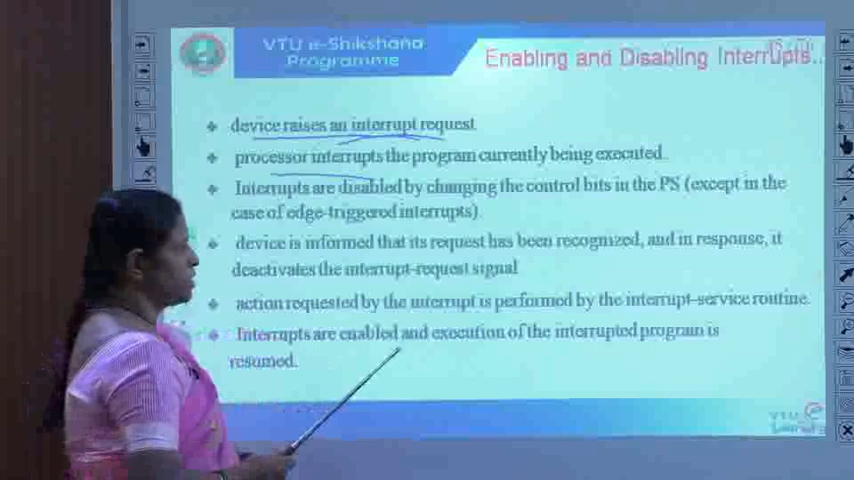 VTU e-Shikshana
Programme
Enabling and Disabling Interrupts..
❖ device raises an interrupt request
❖ processor interrupts the program currently being executed.
❖ Interrupts are disabled by changing the control bits in the PS (except in the
case of edge-triggered interrupts)
❖ device is informed that its request has been recognized, and in response, it
deactivates the interrupt-request signal
❖ action requested by the interrupt is performed by the interrupt-service routine.
❖ Interrupts are enabled and execution of the interrupted program is
resumed.
VTU